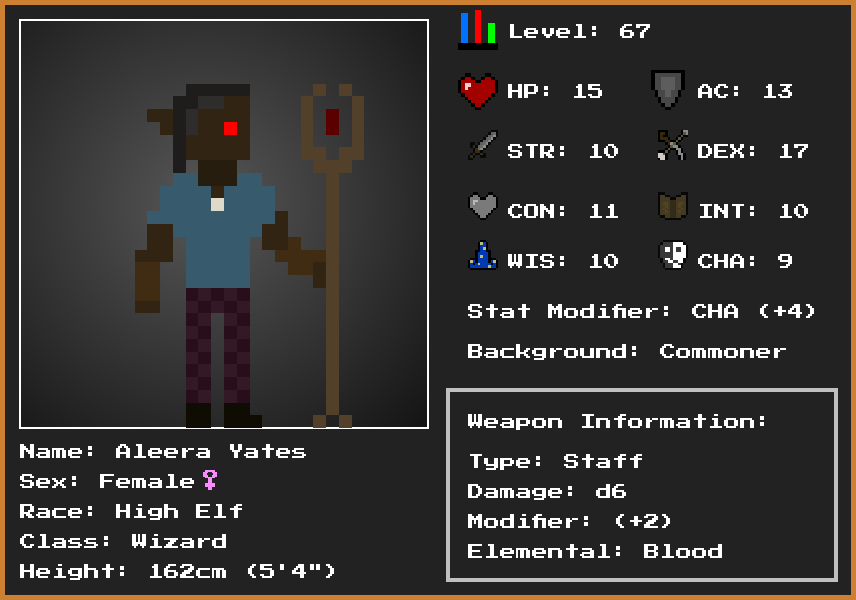 Level: 67
HP: 15 AC: 13
STR: 10 DEX: 17
CON: 11 INT: 10
WIS: 10 CHA: 9
Stat Modifier: CHA (+4)
Background: Commoner
Weapon Information:
Type: Staff
Damage: d6
Modifier: (+2)
Elemental: Blood
Name: Aleera Yates
Sex: Female♀
Race: High Elf
Class: Wizard
Height: 162cm (5'4")